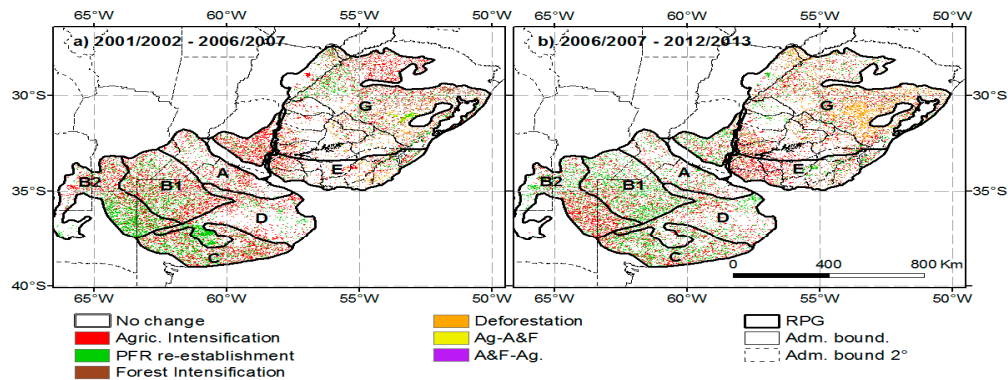 65°W 60°W 55°W 50°W 65°W 60°W 55°W 50°W
a) 2001/2002 - 2006/2007 b) 2006/2007 - 2012/2013
30°S G G 30°S
A A
B2 B1 E B2 B1 E
35°S D D 35°S
C C
0 400 800 Km
40°S 40°S
65°W 60°W 55°W 50°W 65°W 60°W 55°W 50°W
No change Deforestation RPG
Agric. Intensification Ag-A&F Adm. bound.
PFR re-establishment A&F-Ag. Adm. bound 2°
Forest Intensification